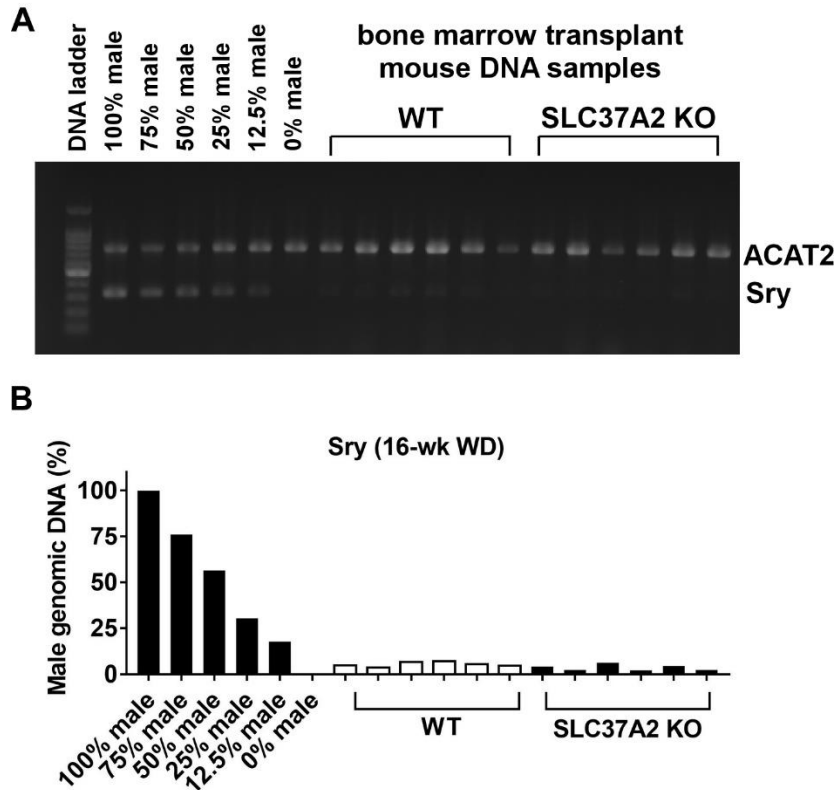 A
DNA ladder
100% male
75% male
50% male
25% male
12.5% male
0% male
bone marrow transplant
mouse DNA samples
WT
SLC37A2 KO
ACAT2
Sry
B
Sry (16-wk WD)
Male genomic DNA (%)
100
75
50
25
0
100% male
75% male
50% male
25% male
12.5% male
0% male
WT
SLC37A2 KO